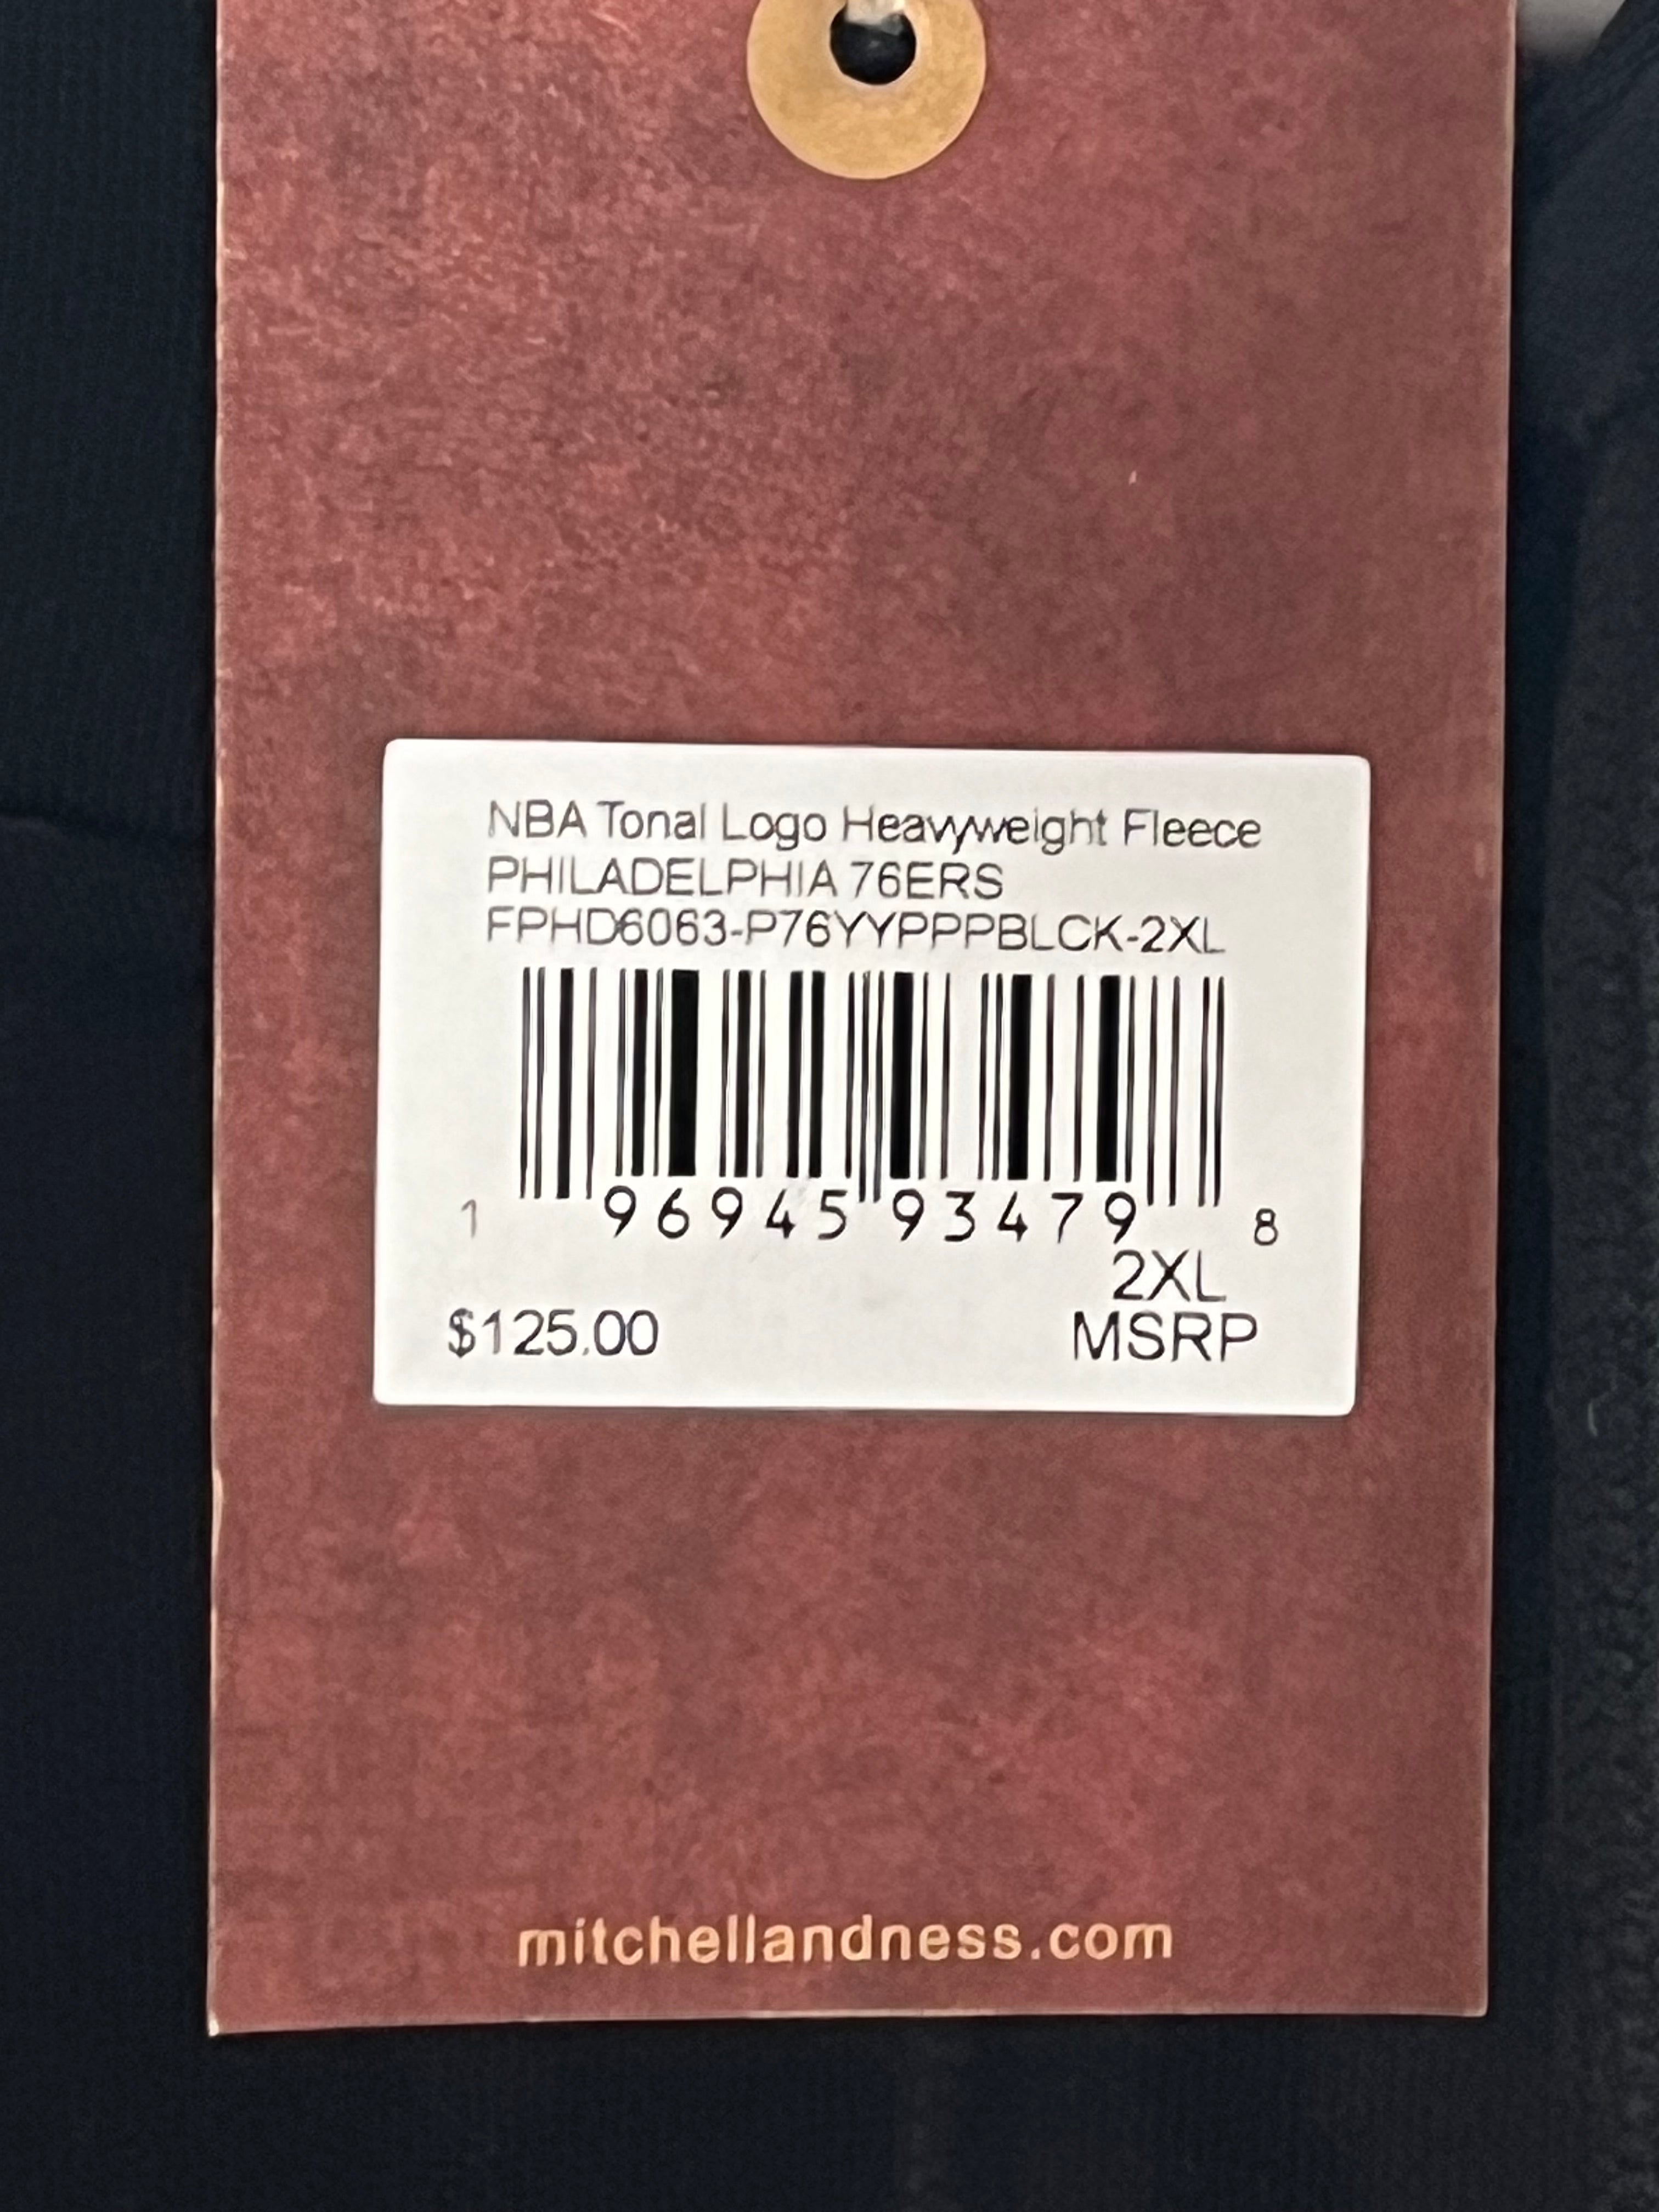 NBA Tonal Logo Heavyweight Fleece
PHILADELPHIA 76ERS
FPHD6063-P76YYPPPBLCK-2XL
1 96945 93479 8
2XL
$125.00 MSRP
mitchellandness.com